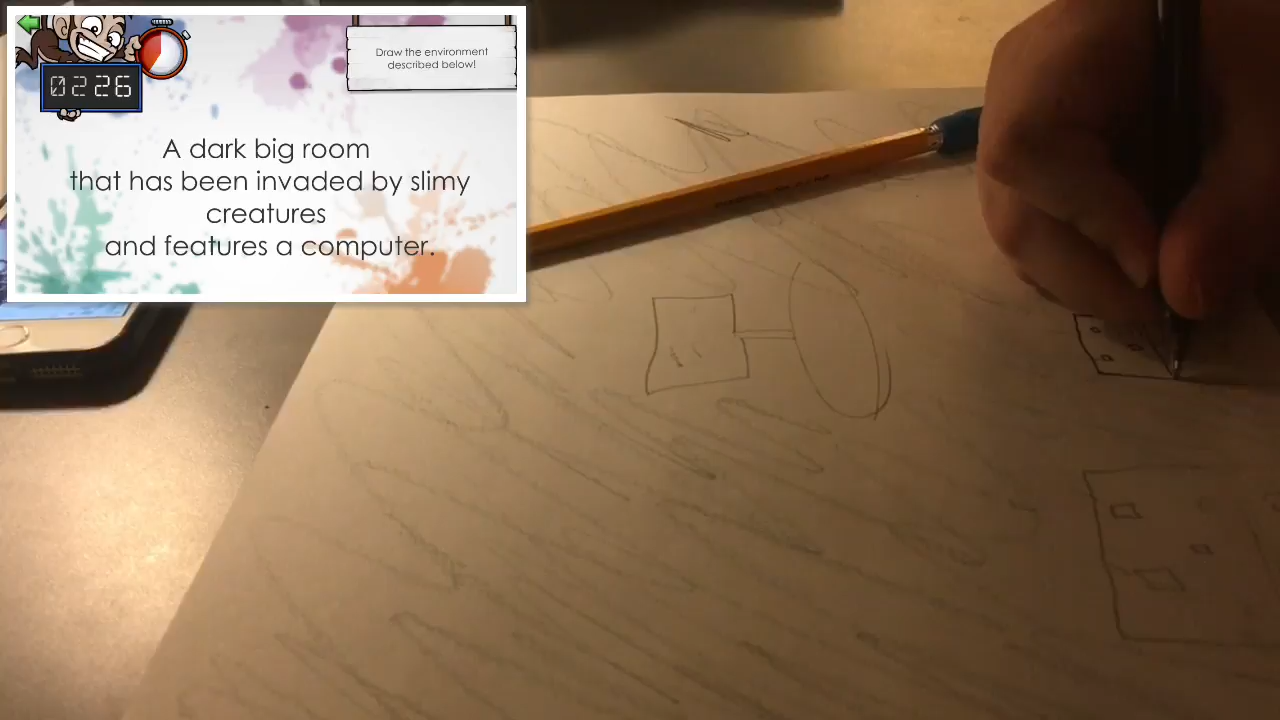 0226
Draw the environment
described below!
A dark big room
that has been invaded by slimy
creatures
and features a computer.